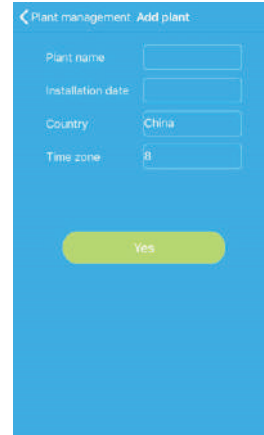 Plant management Add plant
Plant name
Installation date
Country China
Time zone 8
Yes